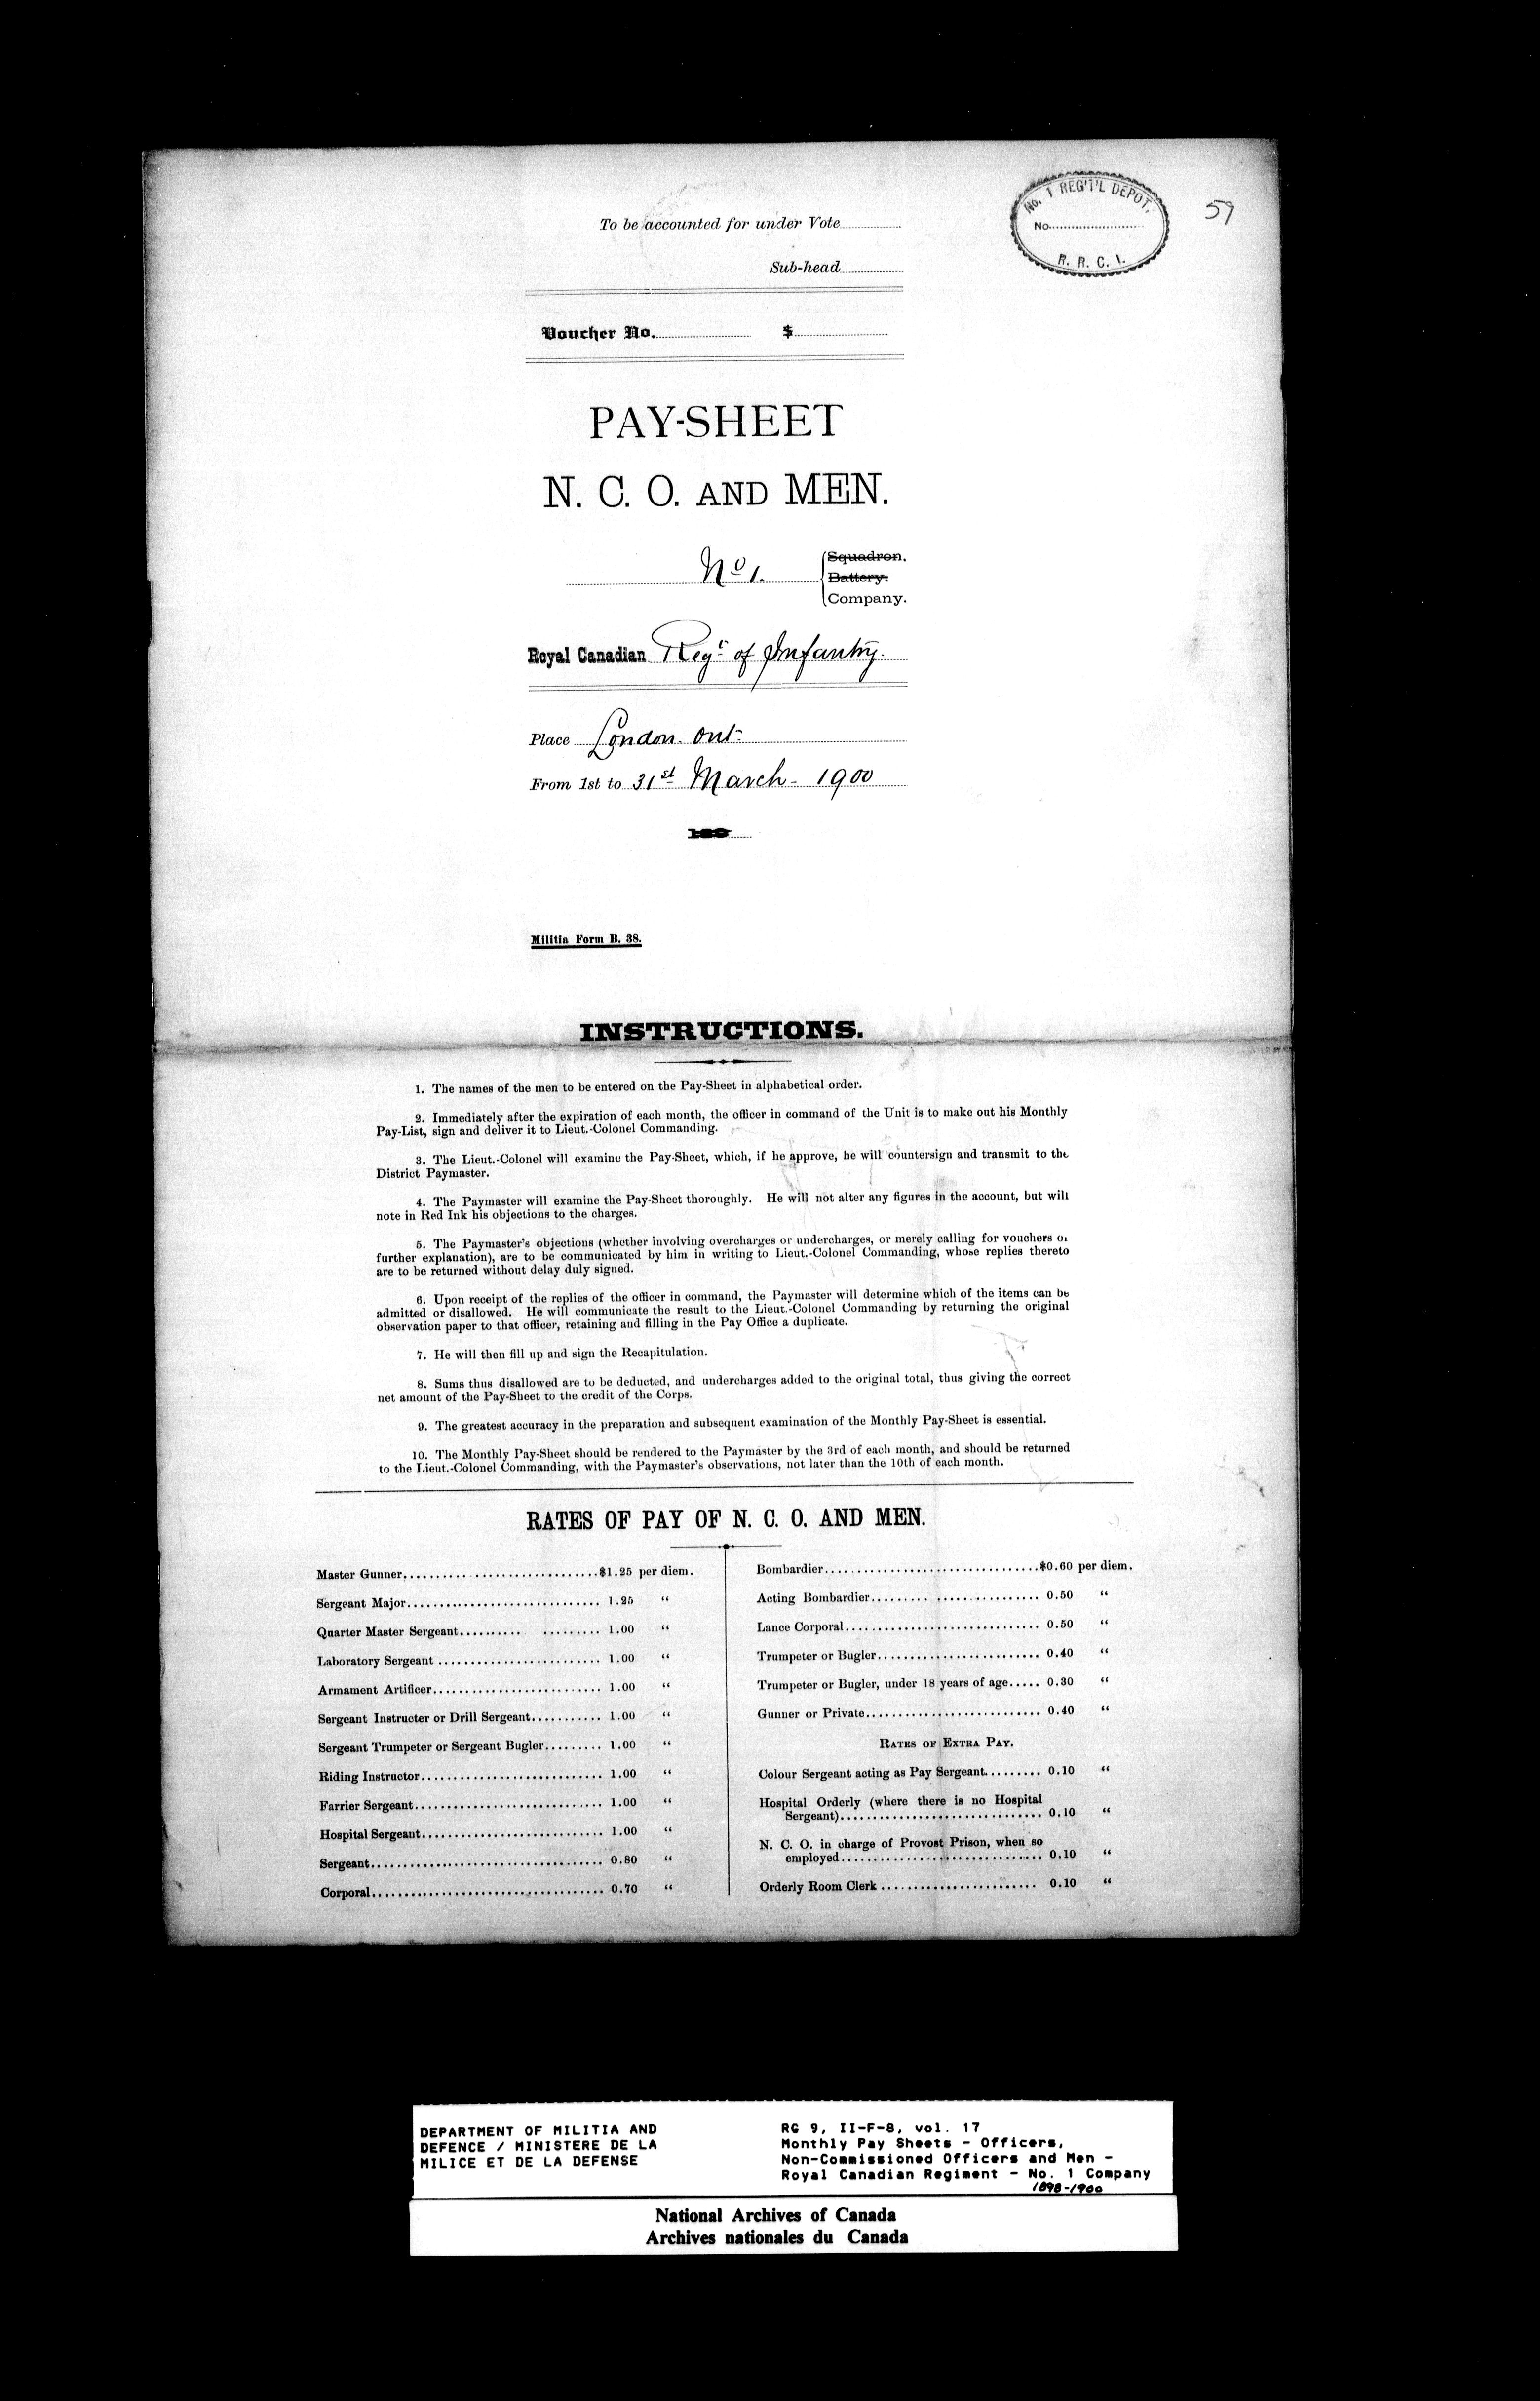 No. 1 REG'T'L DEPOT,
No..........................
R. R. C. I.
To be accounted for under Vote
Sub-head
Voucher No. $
PAY-SHEET
N. C. O. AND MEN.
No 1. Squadron.
Battery.
Company.
Royal Canadian Regt of Infantry.
Place London. Ont
From 1st to 31st March - 1900
Militia Form B. 38.
INSTRUCTIONS.
1. The names of the men to be entered on the Pay-Sheet in alphabetical order.
2. Immediately after the expiration of each month, the officer in command of the Unit is to make out his Monthly
Pay-List, sign and deliver it to Lieut.-Colonel Commanding.
3. The Lieut.-Colonel will examine the Pay-Sheet, which, if he approve, he will countersign and transmit to the
District Paymaster.
4. The Paymaster will examine the Pay-Sheet thoroughly. He will not alter any figures in the account, but will
note in Red Ink his objections to the charges.
5. The Paymaster's objections (whether involving overcharges or undercharges, or merely calling for vouchers or
further explanation), are to be communicated by him in writing to Lieut.-Colonel Commanding, whose replies thereto
are to be returned without delay duly signed.
6. Upon receipt of the replies of the officer in command, the Paymaster will determine which of the items can be
admitted or disallowed. He will communicate the result to the Lieut.-Colonel Commanding by returning the original
observation paper to that officer, retaining and filling in the Pay Office a duplicate.
7. He will then fill up and sign the Recapitulation.
8. Sums thus disallowed are to be deducted, and undercharges added to the original total, thus giving the correct
net amount of the Pay-Sheet to the credit of the Corps.
9. The greatest accuracy in the preparation and subsequent examination of the Monthly Pay-Sheet is essential.
10. The Monthly Pay-Sheet should be rendered to the Paymaster by the 3rd of each month, and should be returned
to the Lieut.-Colonel Commanding, with the Paymaster's observations, not later than the 10th of each month.
RATES OF PAY OF N. C. O. AND MEN.
Master Gunner $1.25 per diem.
Sergeant Major 1.25 "
Quarter Master Sergeant 1.00 "
Laboratory Sergeant 1.00 "
Armament Artificer 1.00 "
Sergeant Instructer or Drill Sergeant 1.00 "
Sergeant Trumpeter or Sergeant Bugler 1.00 "
Riding Instructor 1.00 "
Farrier Sergeant 1.00 "
Hospital Sergeant 1.00 "
Sergeant 0.80 "
Corporal 0.70 "
Bombardier $0.60 per diem.
Acting Bombardier 0.50 "
Lance Corporal 0.50 "
Trumpeter or Bugler 0.40 "
Trumpeter or Bugler, under 18 years of age 0.30 "
Gunner or Private 0.40 "
RATES OF EXTRA PAY.
Colour Sergeant acting as Pay Sergeant 0.10 "
Hospital Orderly (where there is no Hospital
Sergeant) 0.10 "
N. C. O. in charge of Provost Prison, when so
employed 0.10 "
Orderly Room Clerk 0.10 "
DEPARTMENT OF MILITIA AND
DEFENCE / MINISTERE DE LA
MILICE ET DE LA DEFENSE
RG 9, II-F-8, vol. 17
Monthly Pay Sheets - Officers,
Non-Commissioned Officers and Men -
Royal Canadian Regiment - No. 1 Company
1898-1900
National Archives of Canada
Archives nationales du Canada